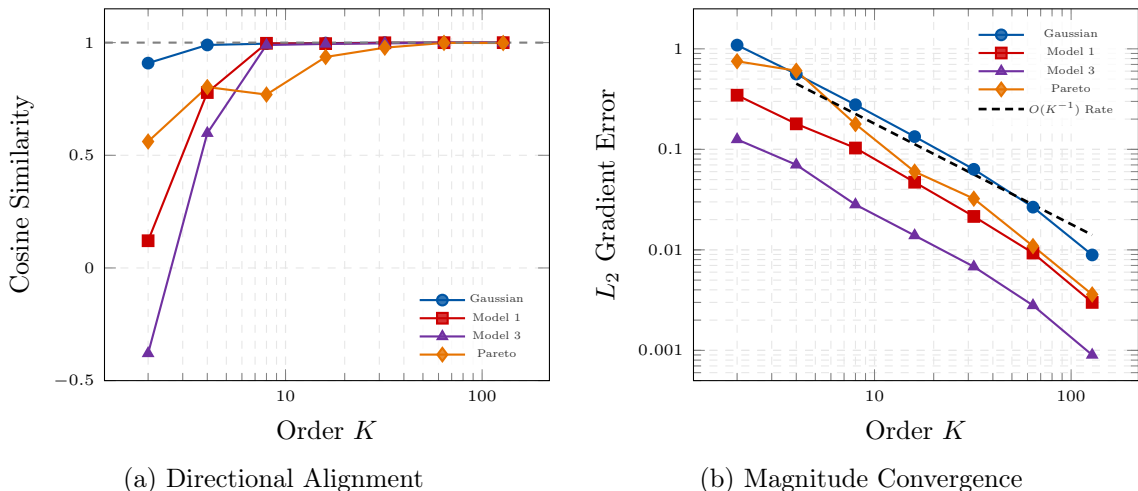 1
0.5
0
−0.5
10
100
Cosine Similarity
Order K
Gaussian
Model 1
Model 3
Pareto
(a) Directional Alignment
1
0.1
0.01
0.001
10
100
L₂ Gradient Error
Order K
Gaussian
Model 1
Model 3
Pareto
O(K⁻¹) Rate
(b) Magnitude Convergence